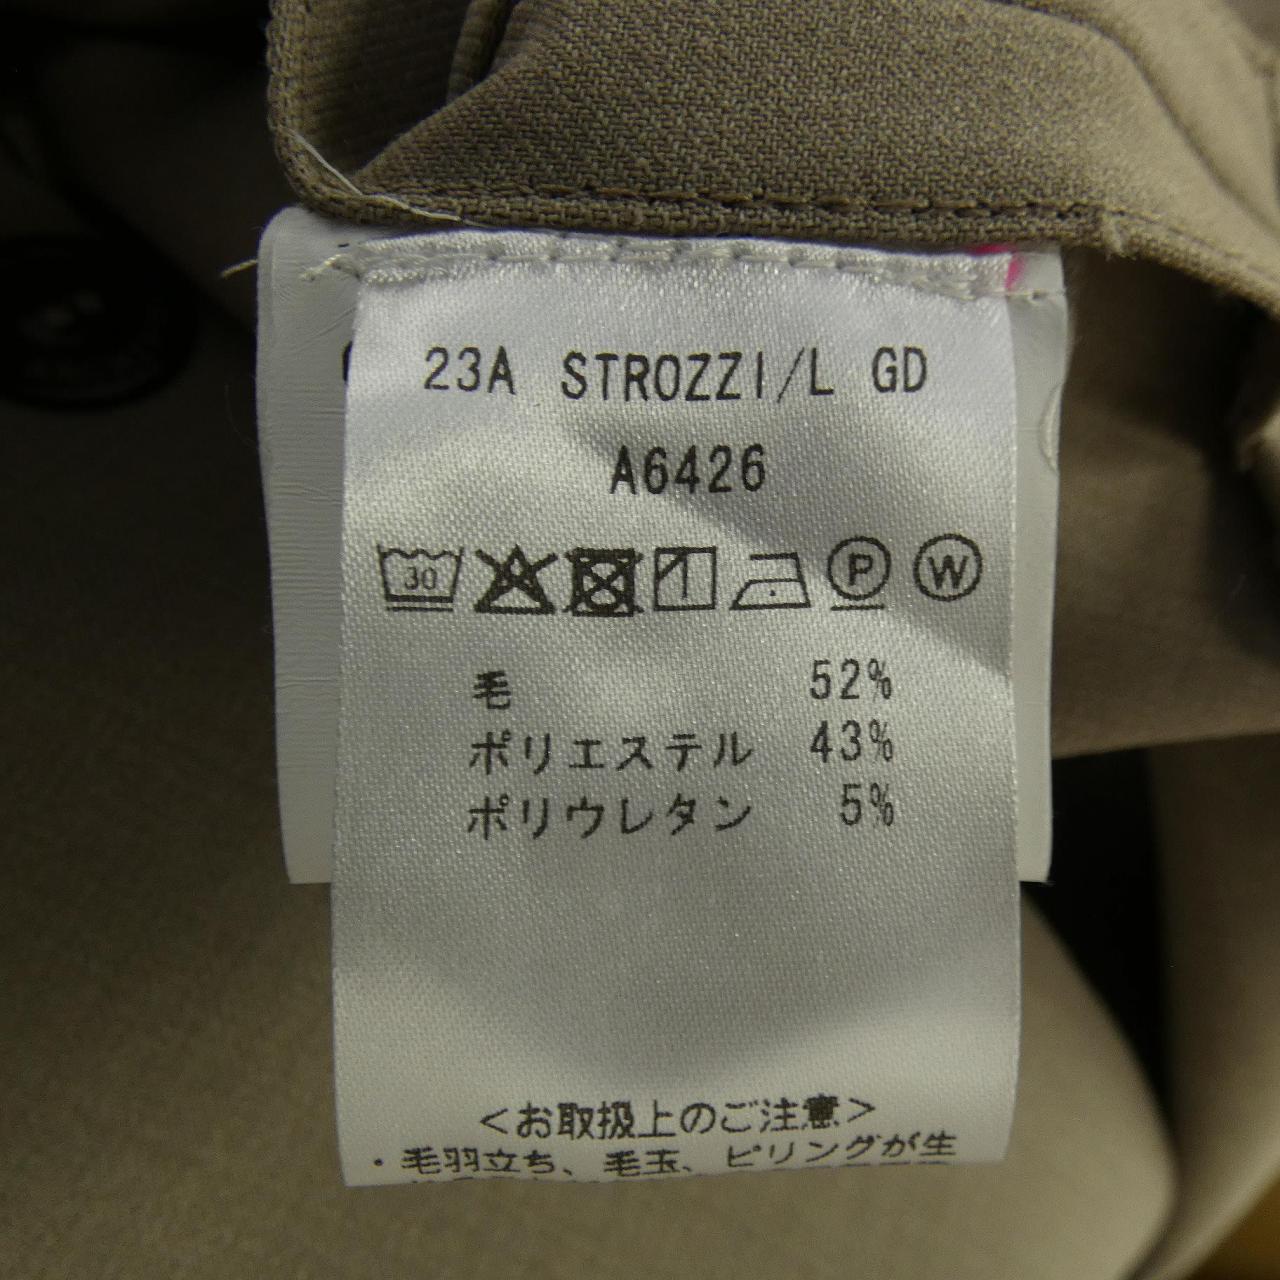 23A STROZZI/L GD
A6426
30 P W
毛 52%
ポリエステル 43%
ポリウレタン 5%
<お取扱上のご注意>
・毛羽立ち、毛玉、ピリングが生